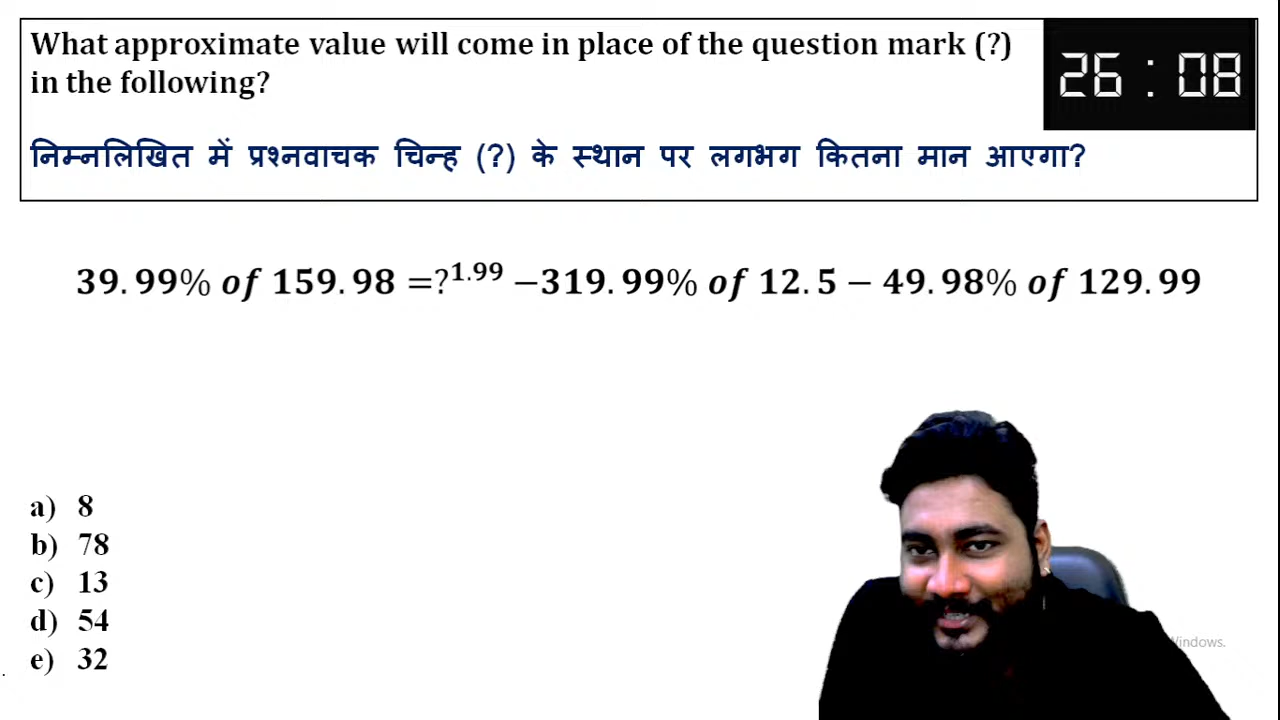 What approximate value will come in place of the question mark (?)
in the following?
26 : 08
निम्नलिखित में प्रश्नवाचक चिन्ह (?) के स्थान पर लगभग कितना मान आएगा?
39.99% of 159.98 =?^1.99 −319.99% of 12.5 − 49.98% of 129.99
a) 8
b) 78
c) 13
d) 54
e) 32
Windows.